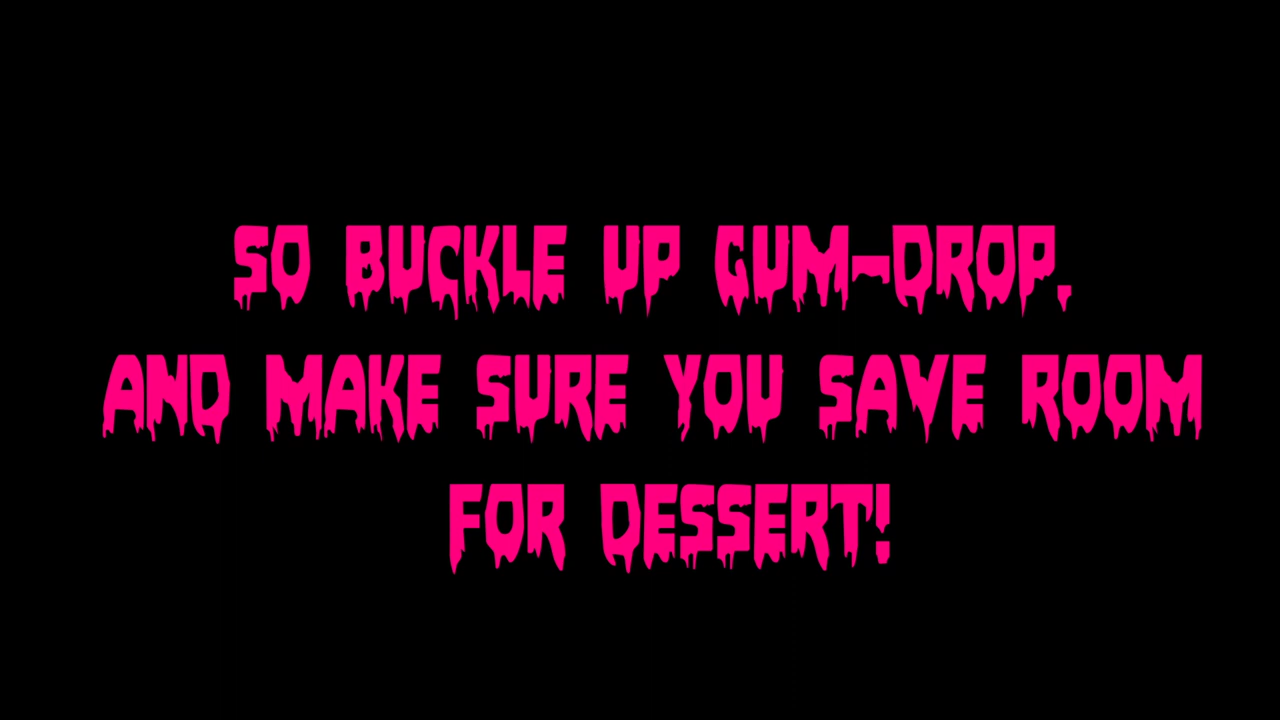 SO BUCKLE UP GUM-DROP,
AND MAKE SURE YOU SAVE ROOM
FOR DESSERT!